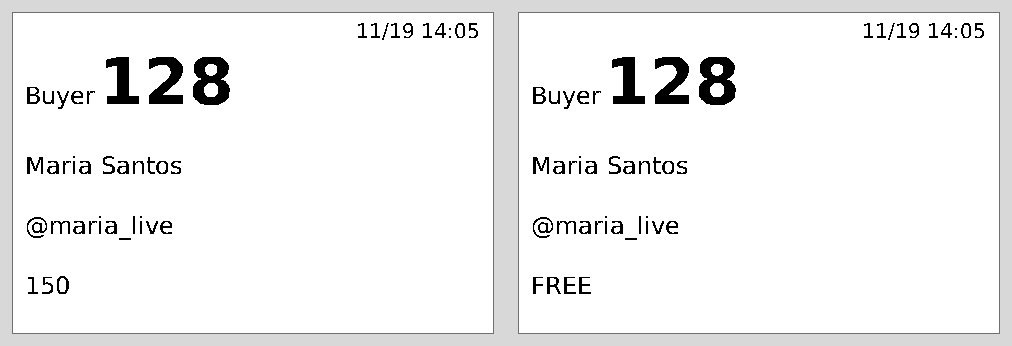 11/19 14:05
Buyer 128
Maria Santos
@maria_live
150
11/19 14:05
Buyer 128
Maria Santos
@maria_live
FREE